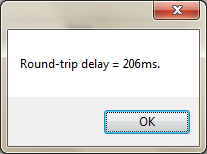 Round-trip delay = 206ms.
OK